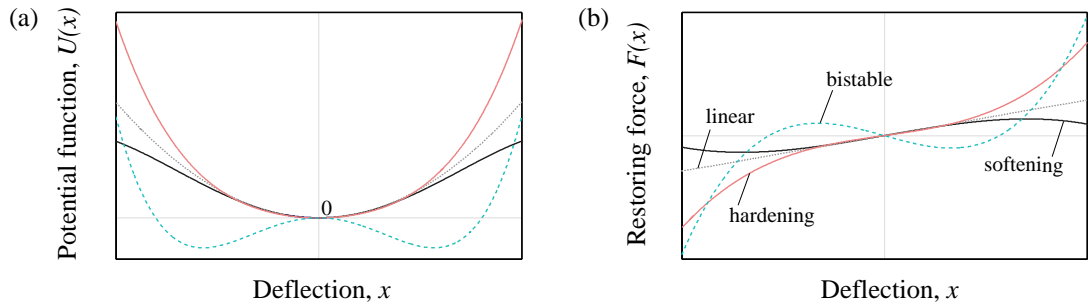 (a)
Potential function, U(x)
0
Deflection, x
(b)
Restoring force, F(x)
bistable
linear
softening
hardening
Deflection, x